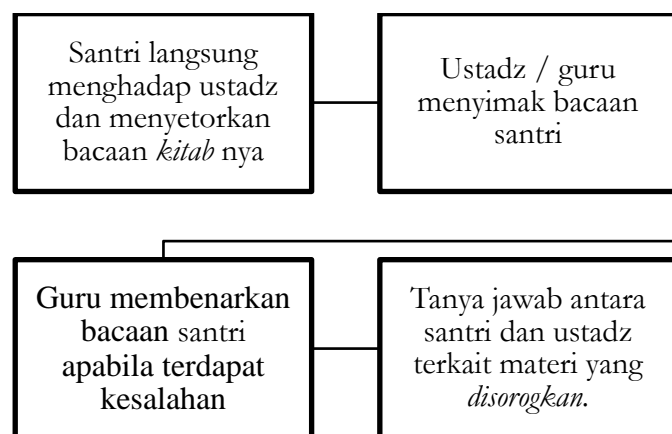 Santri langsung
menghadap ustadz
dan menyetorkan
bacaan kitab nya
Ustadz / guru
menyimak bacaan
santri
Guru membenarkan
bacaan santri
apabila terdapat
kesalahan
Tanya jawab antara
santri dan ustadz
terkait materi yang
disorogkan.